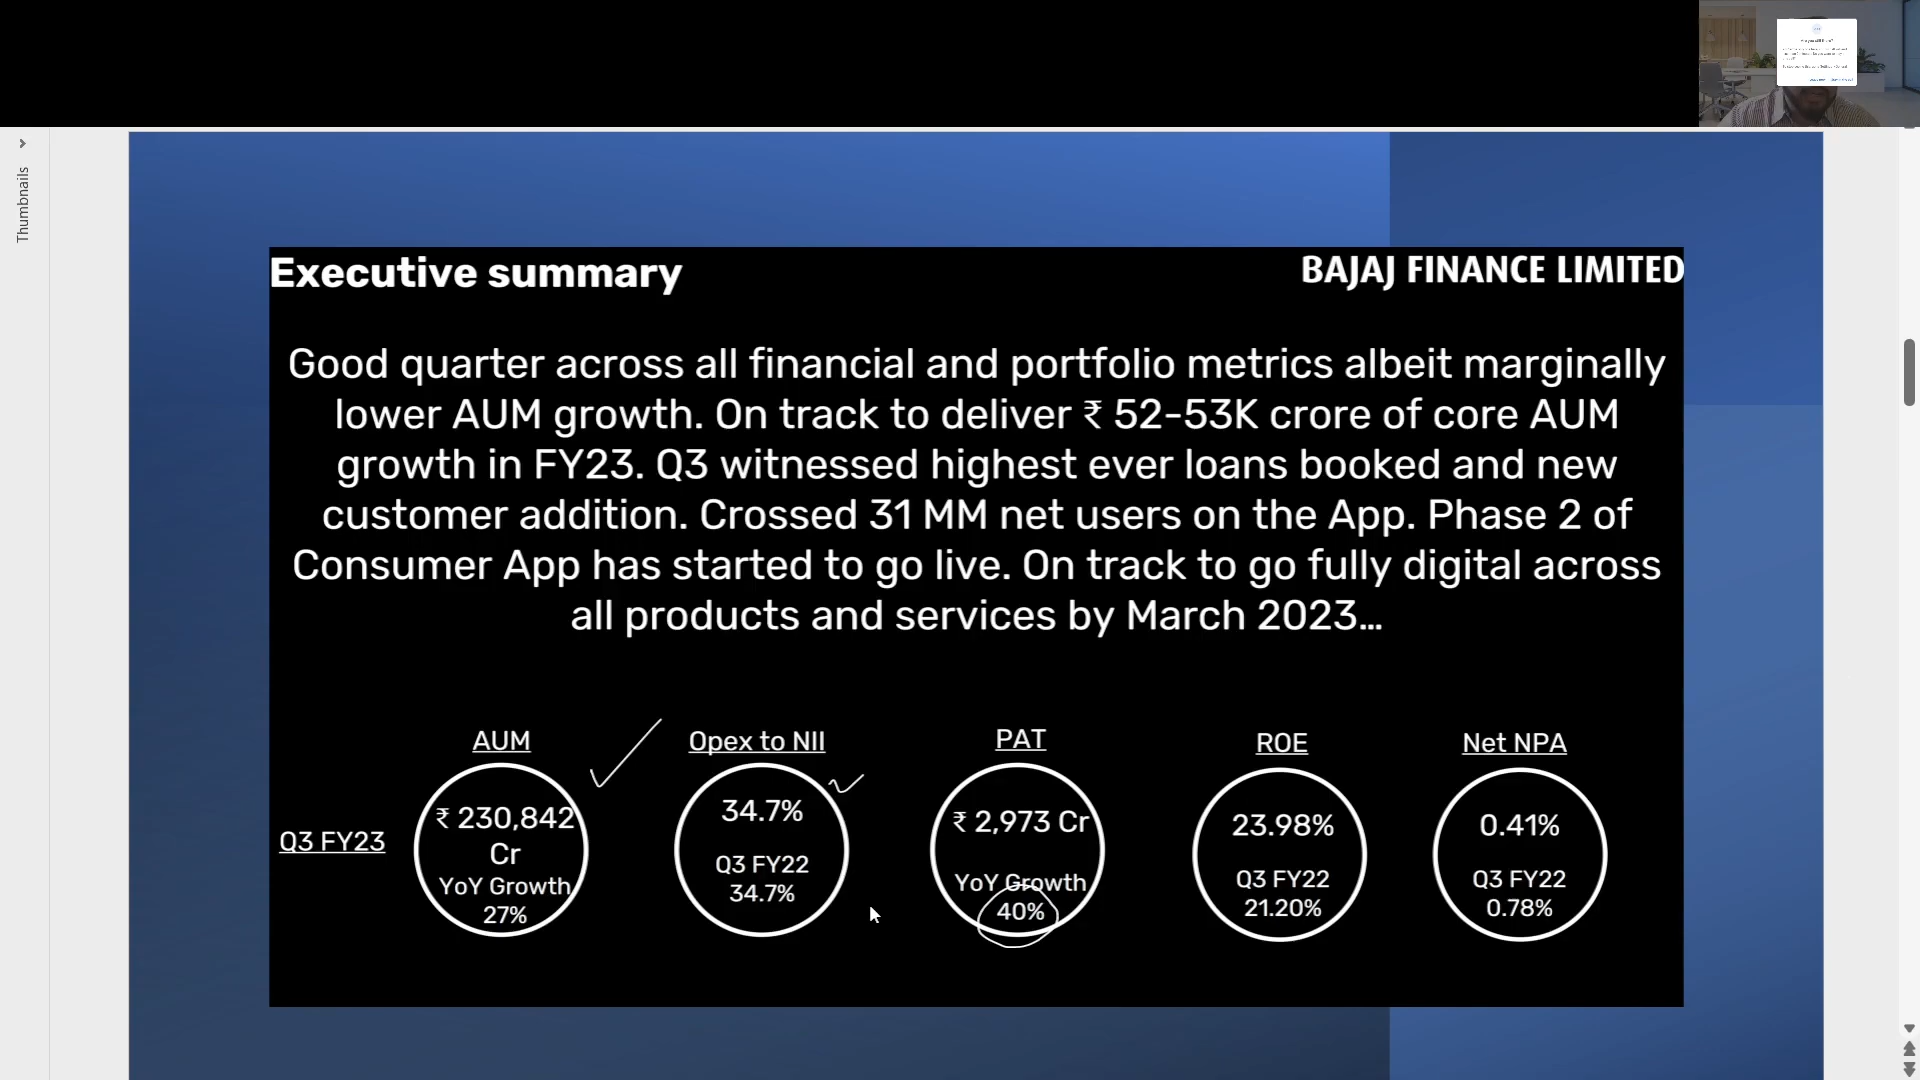 Thumbnails
Executive summary
BAJAJ FINANCE LIMITED
Good quarter across all financial and portfolio metrics albeit marginally
lower AUM growth. On track to deliver ₹ 52-53K crore of core AUM
growth in FY23. Q3 witnessed highest ever loans booked and new
customer addition. Crossed 31 MM net users on the App. Phase 2 of
Consumer App has started to go live. On track to go fully digital across
all products and services by March 2023...
Q3 FY23
AUM
₹ 230,842
Cr
YoY Growth
27%
Opex to NII
34.7%
Q3 FY22
34.7%
PAT
₹ 2,973 Cr
YoY Growth
40%
ROE
23.98%
Q3 FY22
21.20%
Net NPA
0.41%
Q3 FY22
0.78%